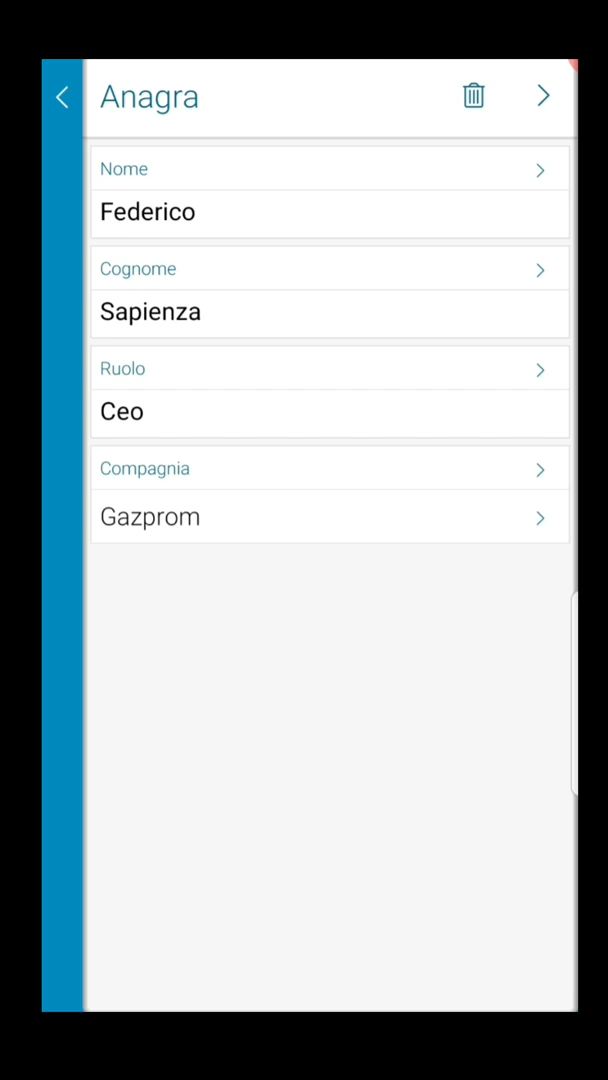 Anagra
Nome
Federico
Cognome
Sapienza
Ruolo
Ceo
Compagnia
Gazprom